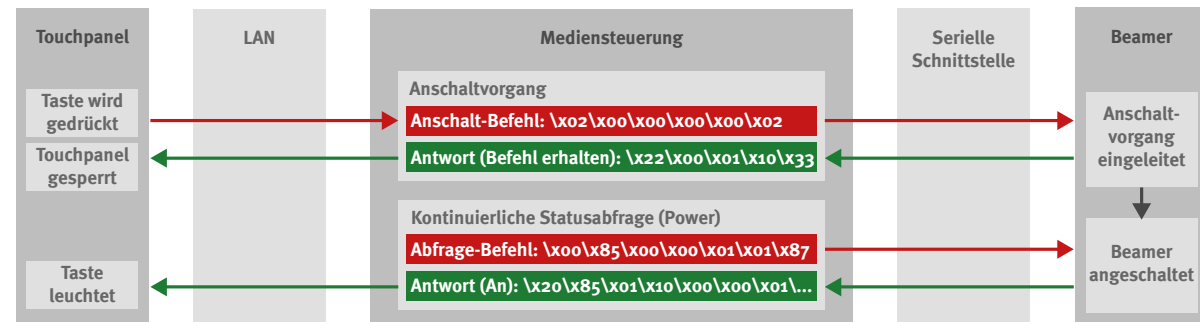 Touchpanel
LAN
Mediensteuerung
Serielle
Schnittstelle
Beamer
Taste wird
gedrückt
Touchpanel
gesperrt
Taste
leuchtet
Anschaltvorgang
Anschalt-Befehl: \x02\x00\x00\x00\x00\x02
Antwort (Befehl erhalten): \x22\x00\x01\x10\x33
Kontinuierliche Statusabfrage (Power)
Abfrage-Befehl: \x00\x85\x00\x00\x01\x01\x87
Antwort (An): \x20\x85\x01\x10\x00\x00\x01\...
Anschalt-
vorgang
eingeleitet
Beamer
angeschaltet